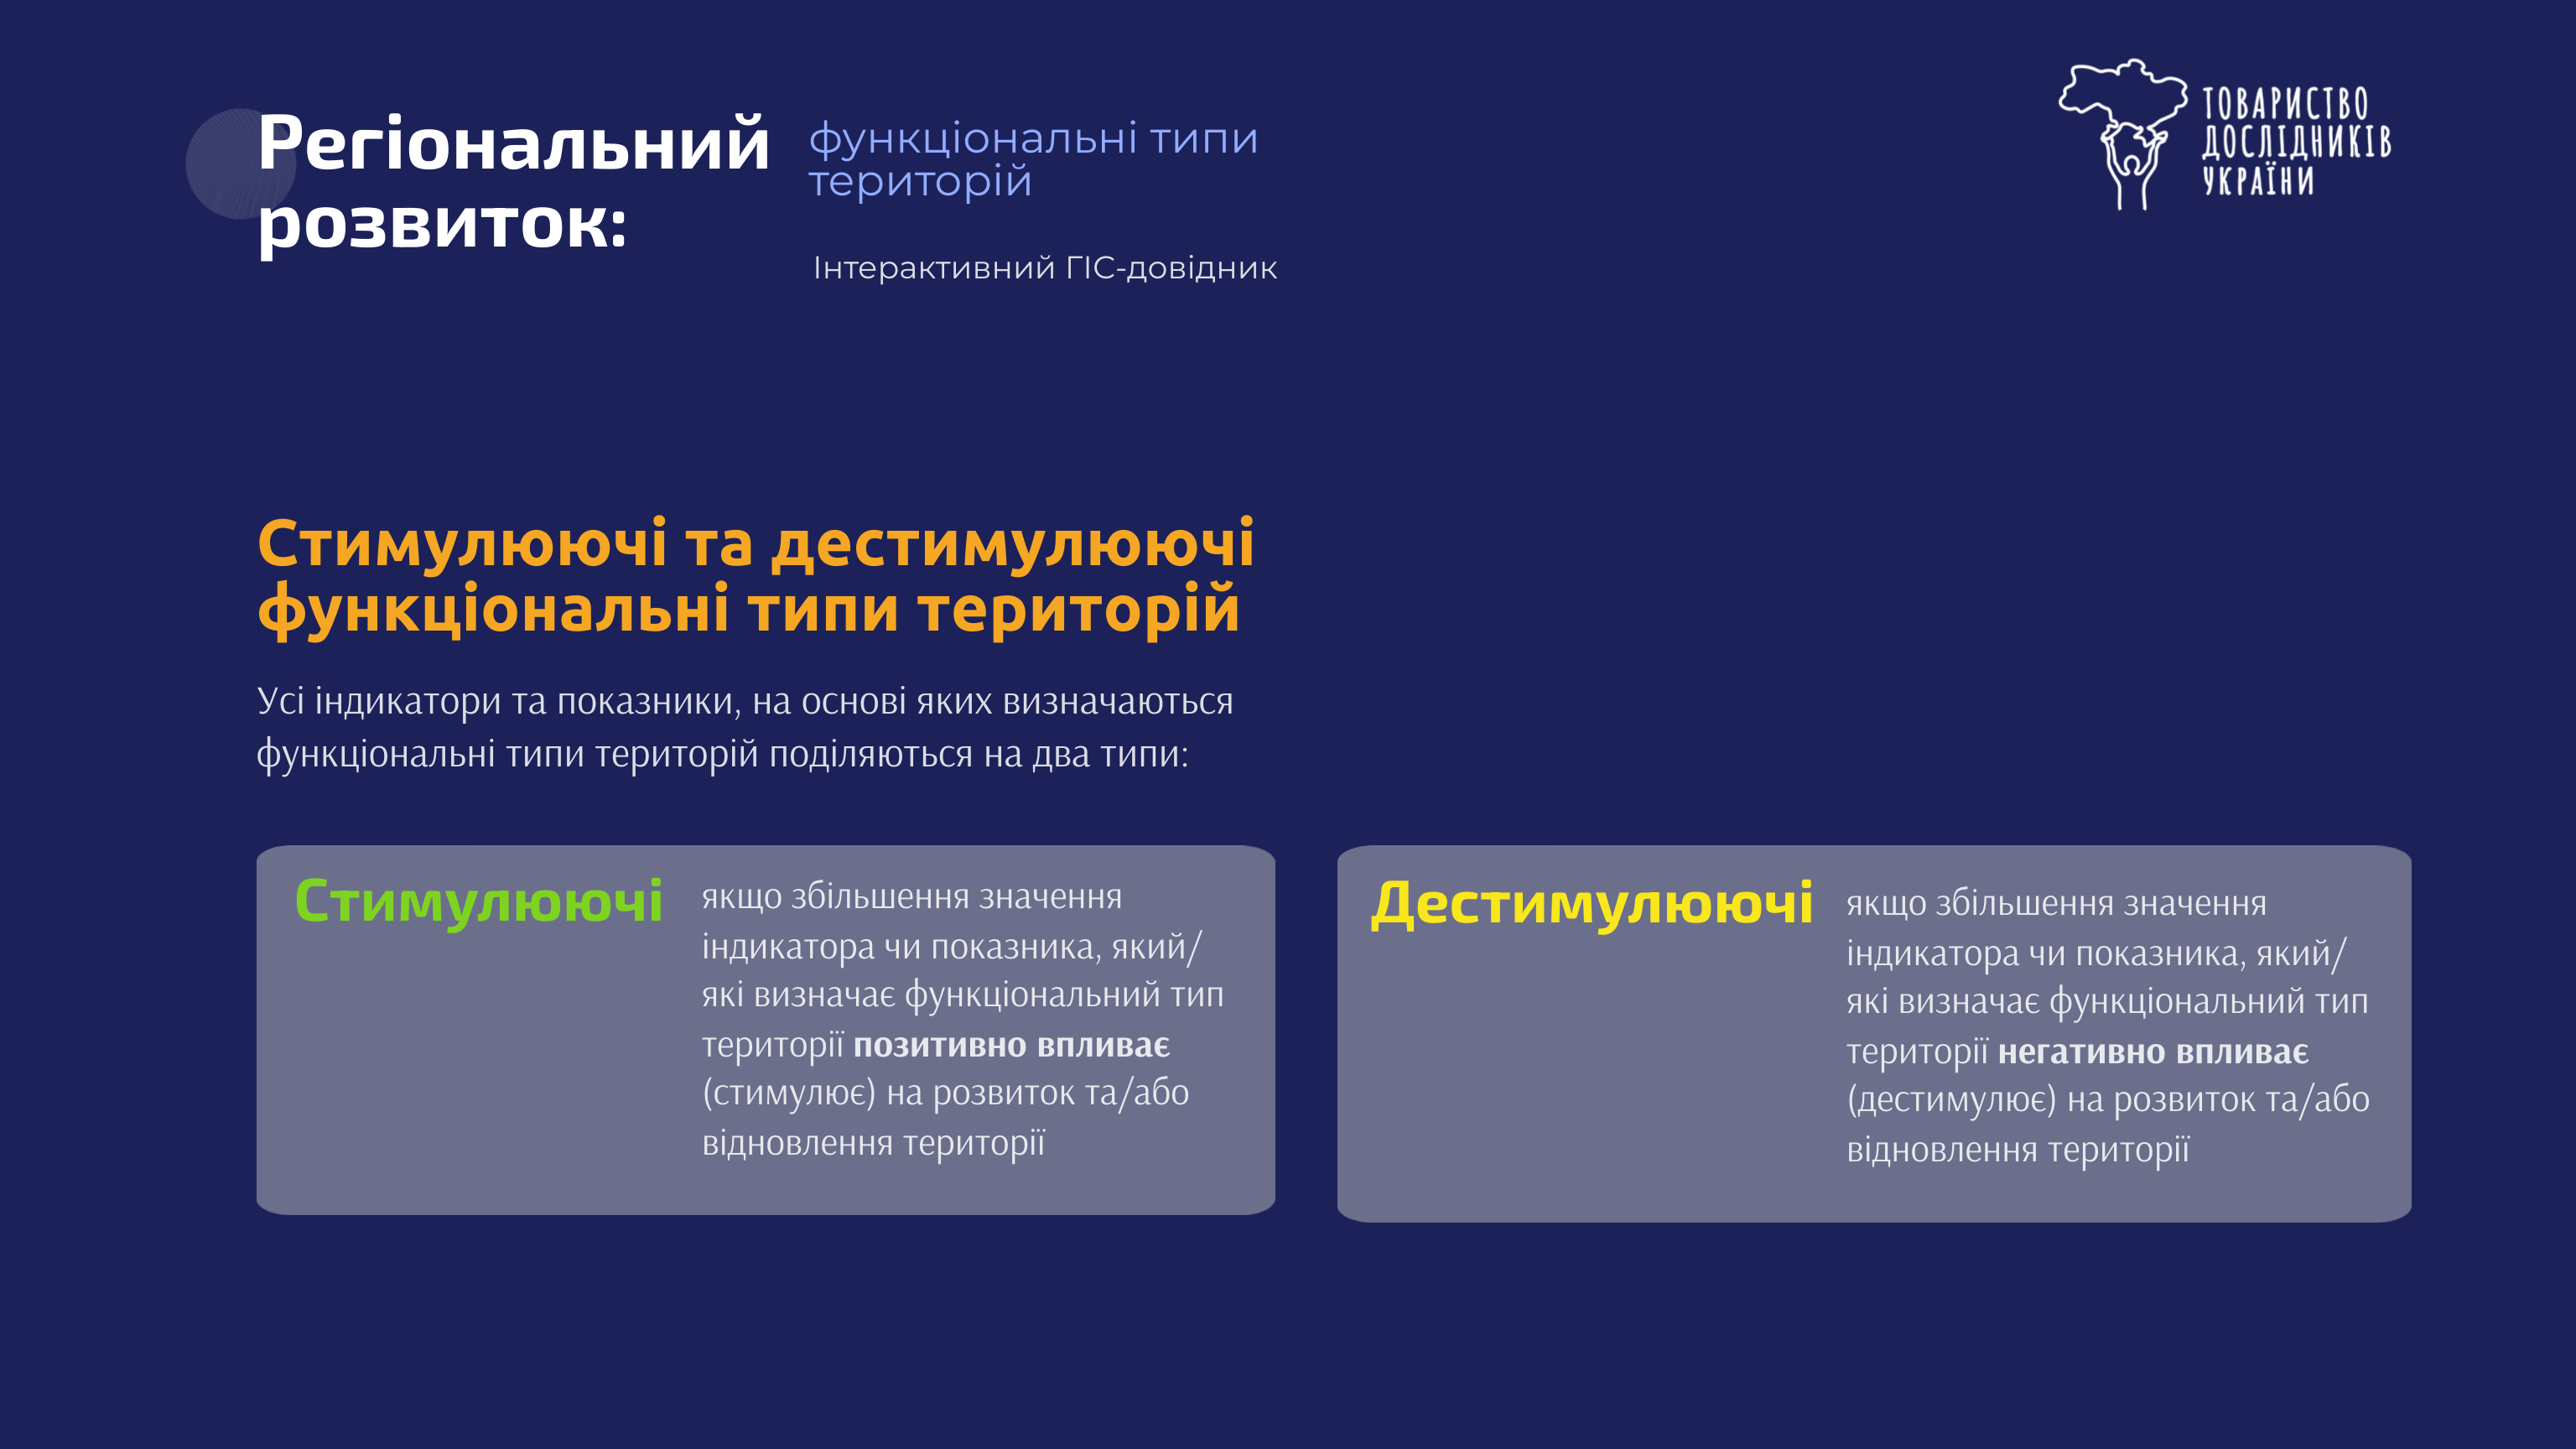 Регіональний
розвиток:
функціональні типи
територій
Інтерактивний ГІС-довідник
ТОВАРИСТВО
ДОСЛІДНИКІВ
УКРАЇНИ
Стимулюючі та дестимулюючі
функціональні типи територій
Усі індикатори та показники, на основі яких визначаються
функціональні типи територій поділяються на два типи:
Стимулюючі
якщо збільшення значення
індикатора чи показника, який/
які визначає функціональний тип
території позитивно впливає
(стимулює) на розвиток та/або
відновлення території
Дестимулюючі
якщо збільшення значення
індикатора чи показника, який/
які визначає функціональний тип
території негативно впливає
(дестимулює) на розвиток та/або
відновлення території